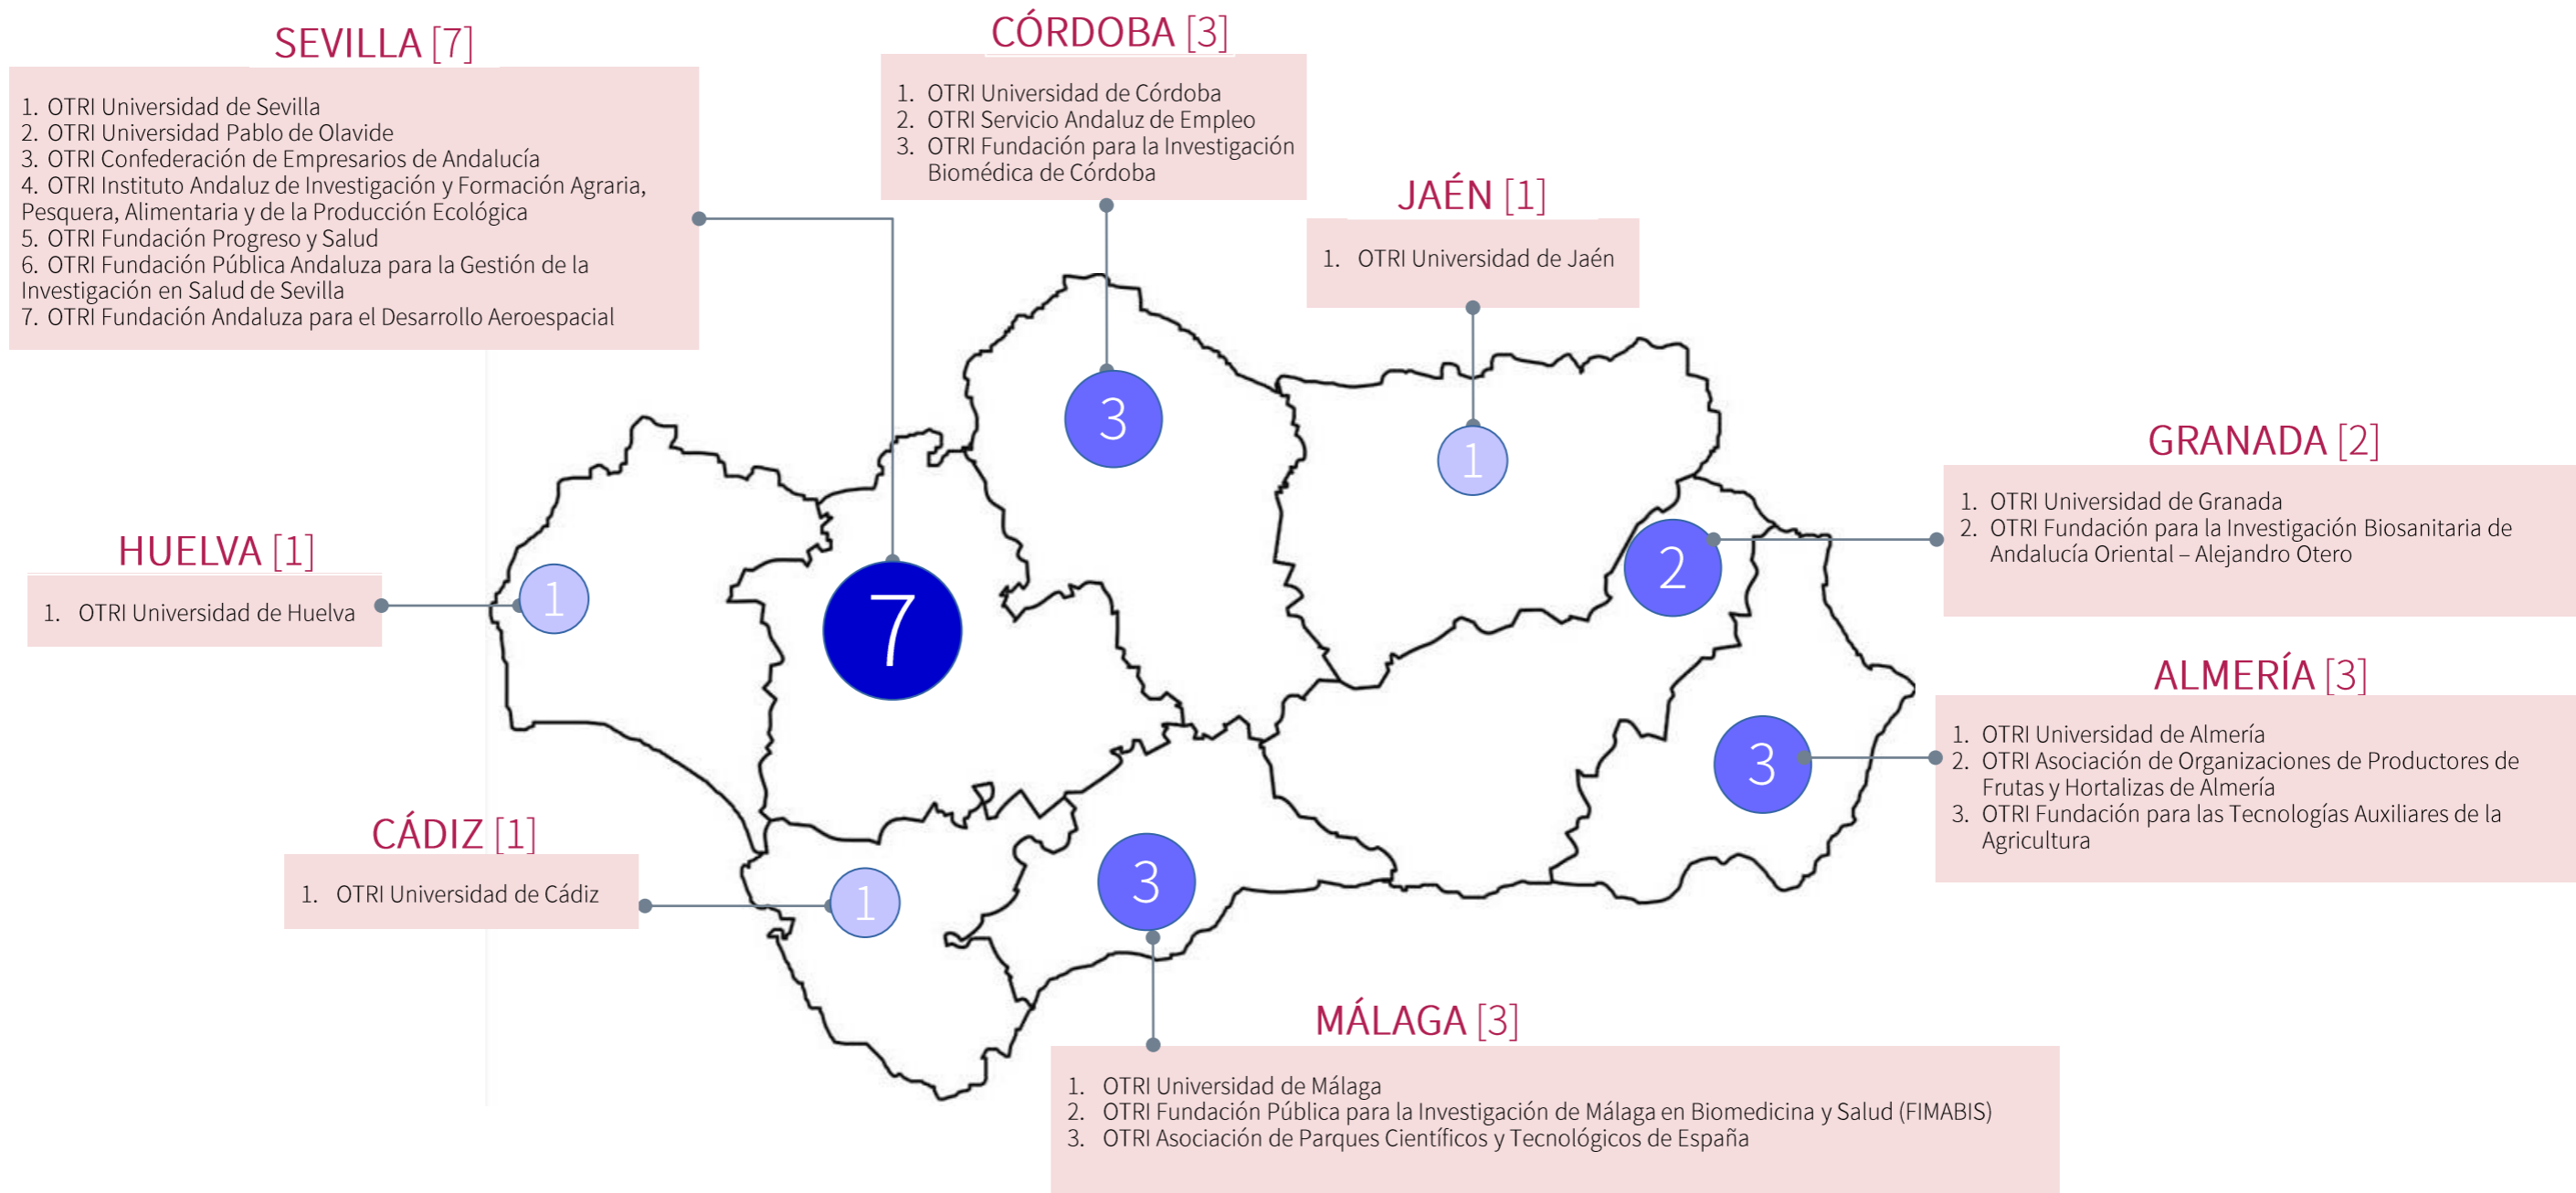 SEVILLA [7]
1. OTRI Universidad de Sevilla
2. OTRI Universidad Pablo de Olavide
3. OTRI Confederación de Empresarios de Andalucía
4. OTRI Instituto Andaluz de Investigación y Formación Agraria,
Pesquera, Alimentaria y de la Producción Ecológica
5. OTRI Fundación Progreso y Salud
6. OTRI Fundación Pública Andaluza para la Gestión de la
Investigación en Salud de Sevilla
7. OTRI Fundación Andaluza para el Desarrollo Aeroespacial
CÓRDOBA [3]
1. OTRI Universidad de Córdoba
2. OTRI Servicio Andaluz de Empleo
3. OTRI Fundación para la Investigación
Biomédica de Córdoba
JAÉN [1]
1. OTRI Universidad de Jaén
GRANADA [2]
1. OTRI Universidad de Granada
2. OTRI Fundación para la Investigación Biosanitaria de
Andalucía Oriental – Alejandro Otero
HUELVA [1]
1. OTRI Universidad de Huelva
ALMERÍA [3]
1. OTRI Universidad de Almería
2. OTRI Asociación de Organizaciones de Productores de
Frutas y Hortalizas de Almería
3. OTRI Fundación para las Tecnologías Auxiliares de la
Agricultura
CÁDIZ [1]
1. OTRI Universidad de Cádiz
MÁLAGA [3]
1. OTRI Universidad de Málaga
2. OTRI Fundación Pública para la Investigación de Málaga en Biomedicina y Salud (FIMABIS)
3. OTRI Asociación de Parques Científicos y Tecnológicos de España
3
1
2
1
7
3
3
1